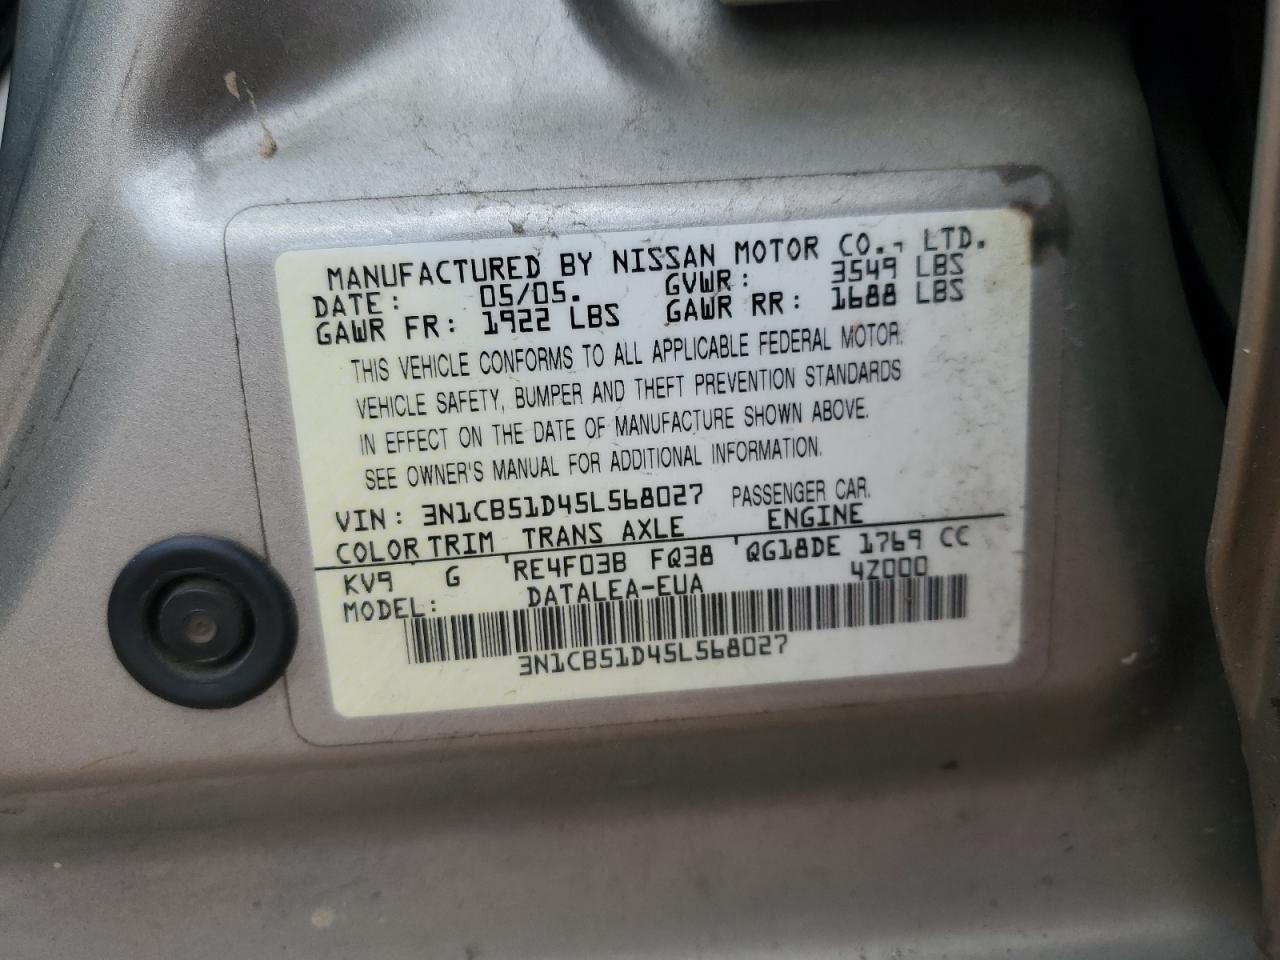 MANUFACTURED BY NISSAN MOTOR CO., LTD.
DATE: 05/05. GVWR: 3549 LBS
GAWR FR: 1922 LBS GAWR RR: 1688 LBS
THIS VEHICLE CONFORMS TO ALL APPLICABLE FEDERAL MOTOR.
VEHICLE SAFETY, BUMPER AND THEFT PREVENTION STANDARDS
IN EFFECT ON THE DATE OF MANUFACTURE SHOWN ABOVE.
SEE OWNER'S MANUAL FOR ADDITIONAL INFORMATION.
VIN: 3N1CB51D45L568027 PASSENGER CAR.
COLOR TRIM TRANS AXLE ENGINE
KV9 G RE4F03B FQ38 QG18DE 1769 CC
MODEL: DATALEA-EUA 4Z000
3N1CB51D45L568027